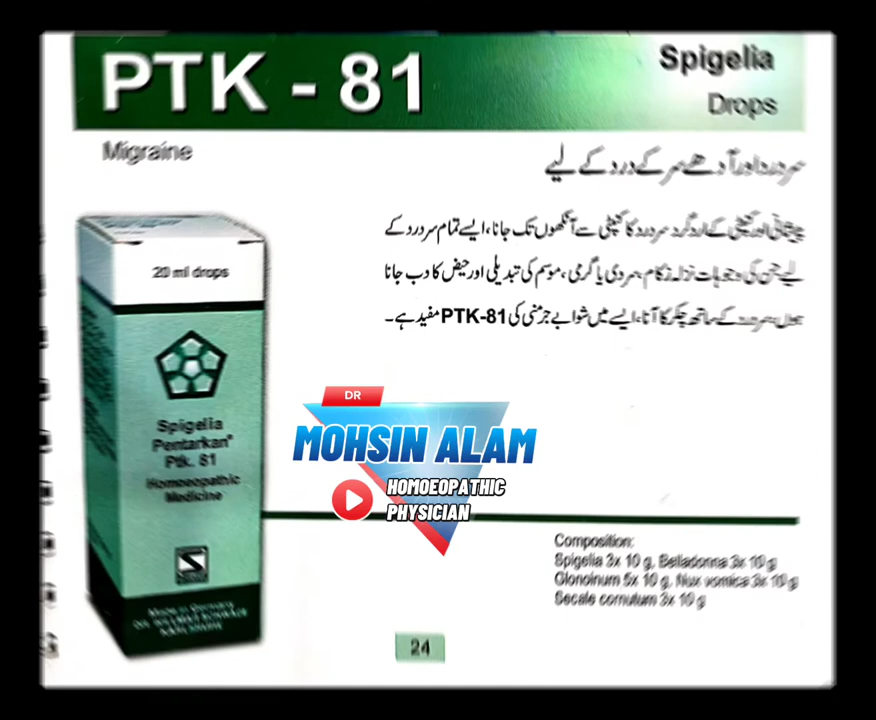 PTK - 81
Spigelia
Drops
Migraine
سر درد اور آدھے سر کے درد کے لیے
پیشانی اور کنپٹی کے ارد گرد سر درد کا کنپٹی سے آنکھوں تک جانا، ایسے تمام سر درد کے
لیے جن کی وجوہات نزلہ زکام، سردی یا گرمی، موسم کی تبدیلی اور حیض کا دب جانا
ہوں، سر درد کے ساتھ چکر کا آنا، ایسے میں شوابے جرمنی کی PTK-81 مفید ہے۔
20 ml drops
Spigelia
Pentarkan®
Ptk. 81
Homoeopathic
Medicine
Made in Germany
DR
MOHSIN ALAM
HOMOEOPATHIC
PHYSICIAN
Composition:
Spigelia 3x 10 g, Belladonna 3x 10 g
Glonoinum 5x 10 g, Nux vomica 3x 10 g
Secale cornutum 3x 10 g
24